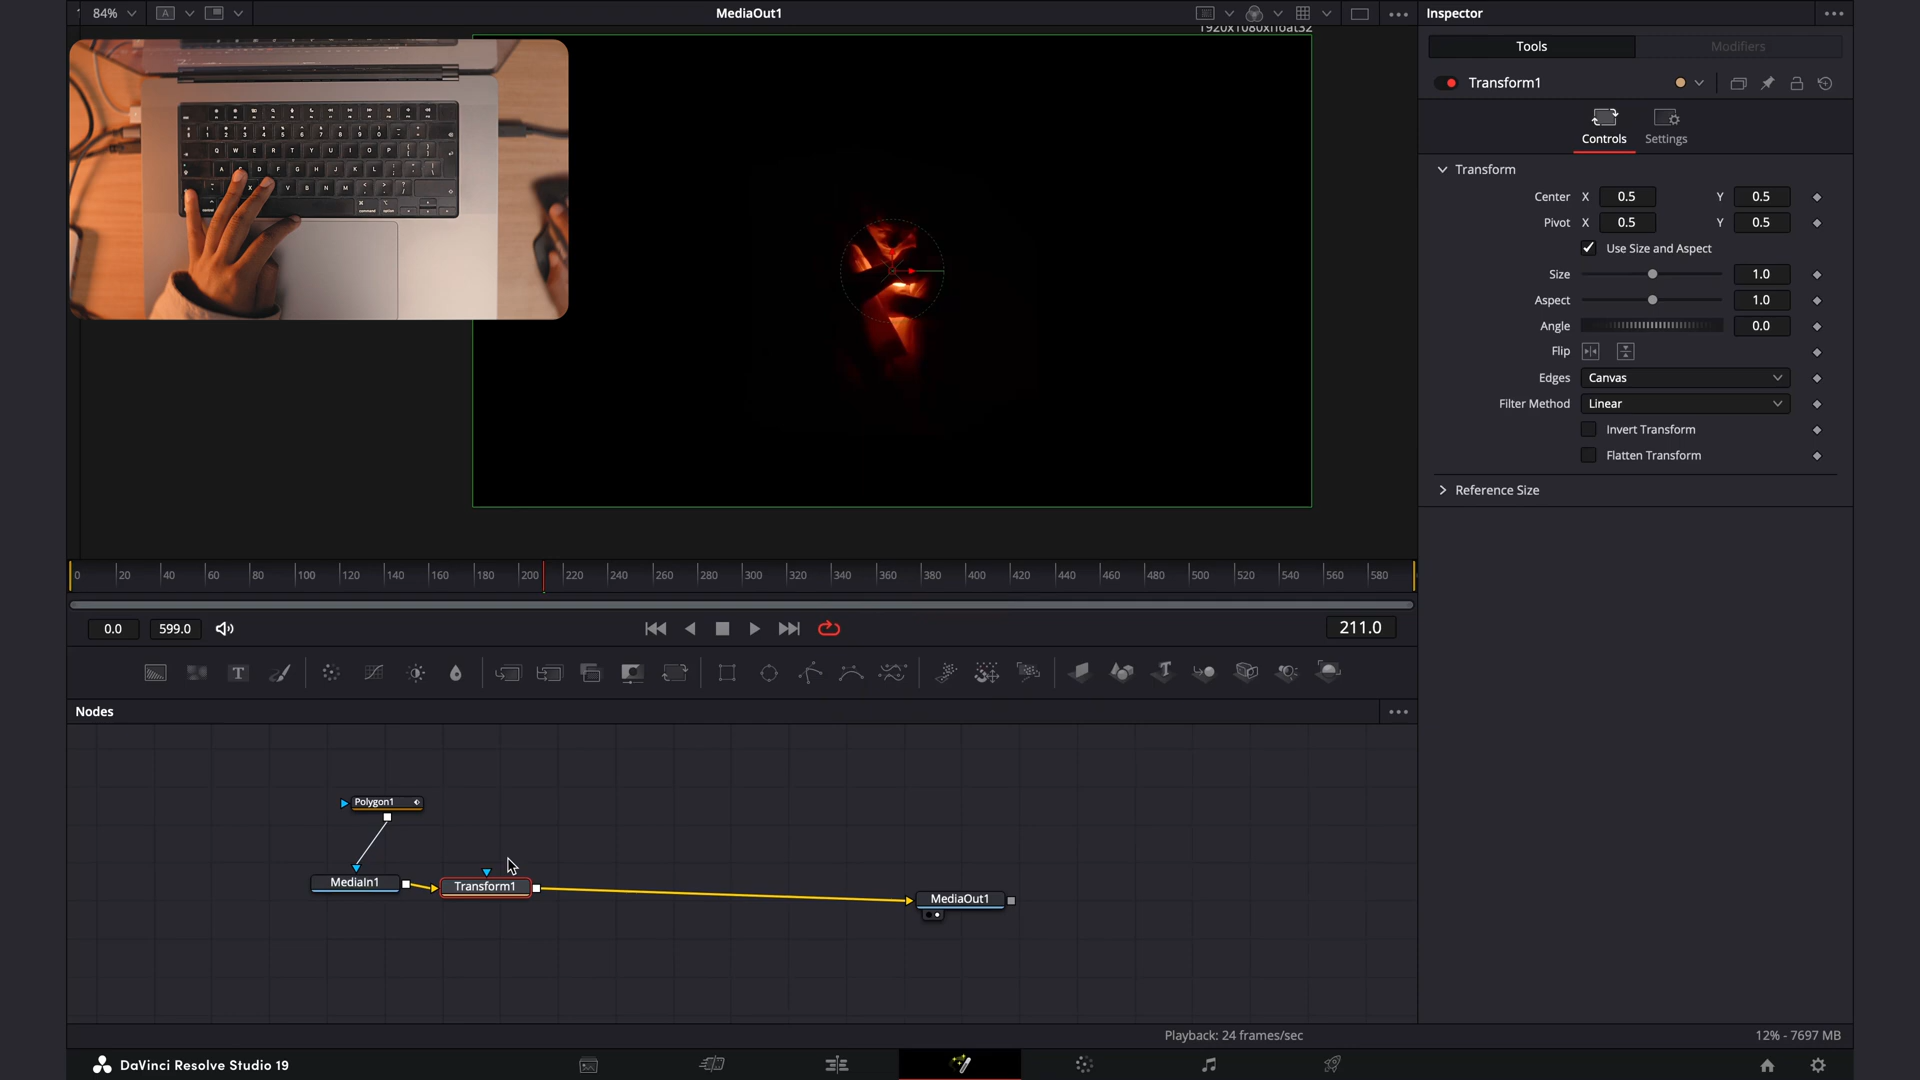 84%
A
MediaOut1
Inspector
1920x1080xfloat32
Tools
Modifiers
Transform1
Controls
Settings
Transform
Center X 0.5 Y 0.5
Pivot X 0.5 Y 0.5
Use Size and Aspect
Size 1.0
Aspect 1.0
Angle 0.0
Flip
Edges Canvas
Filter Method Linear
Invert Transform
Flatten Transform
Reference Size
0 20 40 60 80 100 120 140 160 180 200 220 240 260 280 300 320 340 360 380 400 420 440 460 480 500 520 540 560 580
0.0 599.0 211.0
T
Nodes
Polygon1
MediaIn1
Transform1
MediaOut1
Playback: 24 frames/sec
12% - 7697 MB
DaVinci Resolve Studio 19